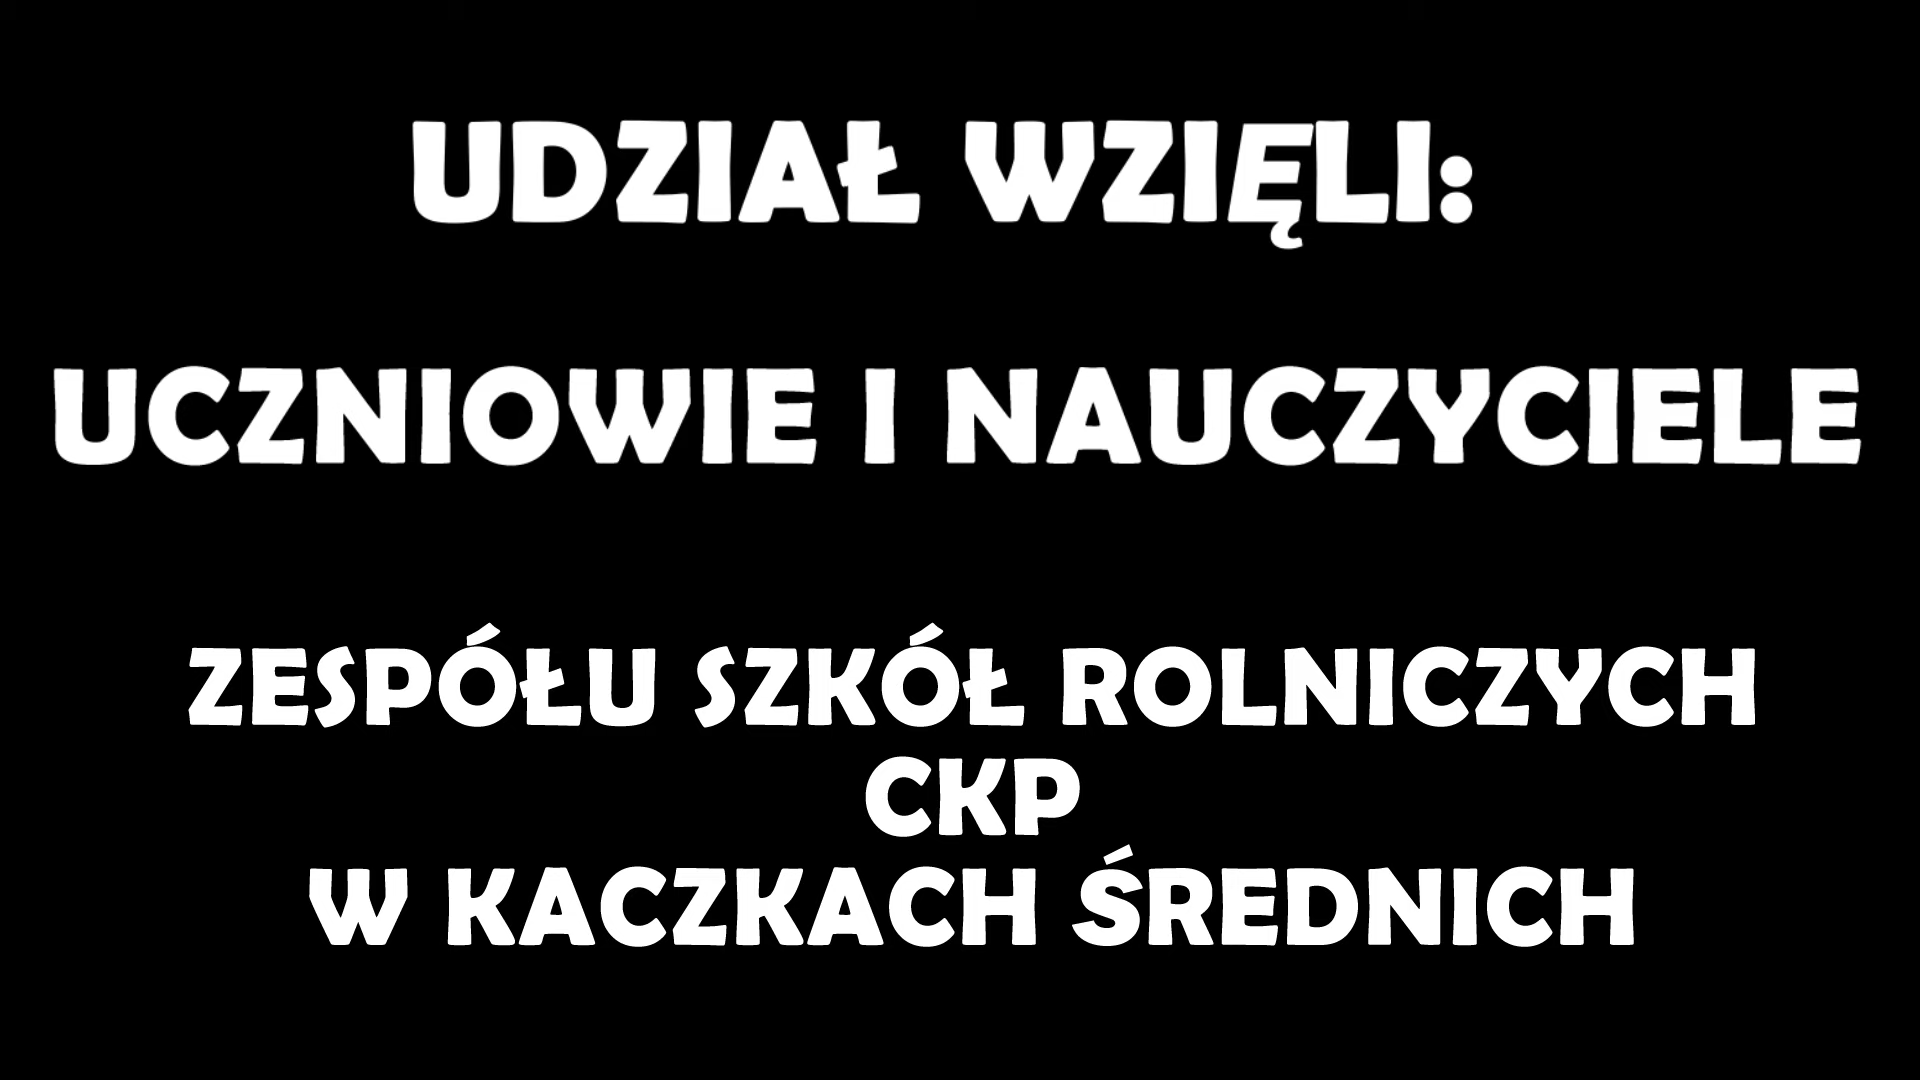 UDZIAŁ WZIĘLI:
UCZNIOWIE I NAUCZYCIELE
ZESPÓŁU SZKÓŁ ROLNICZYCH
CKP
W KACZKACH ŚREDNICH